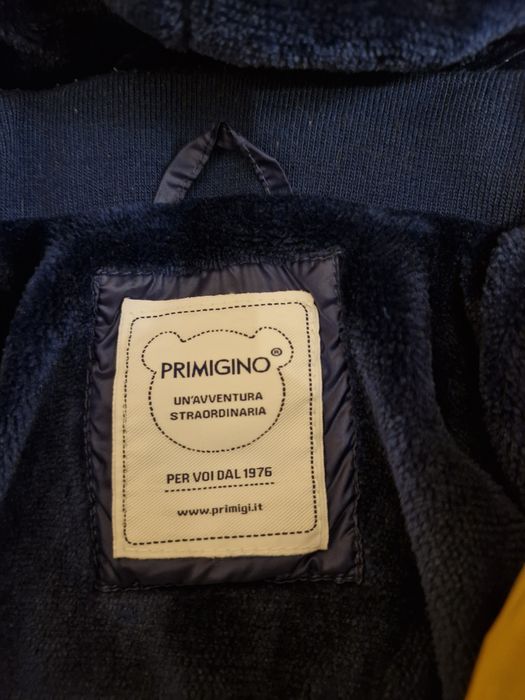 PRIMIGINO®
UN'AVVENTURA
STRAORDINARIA
PER VOI DAL 1976
www.primigi.it